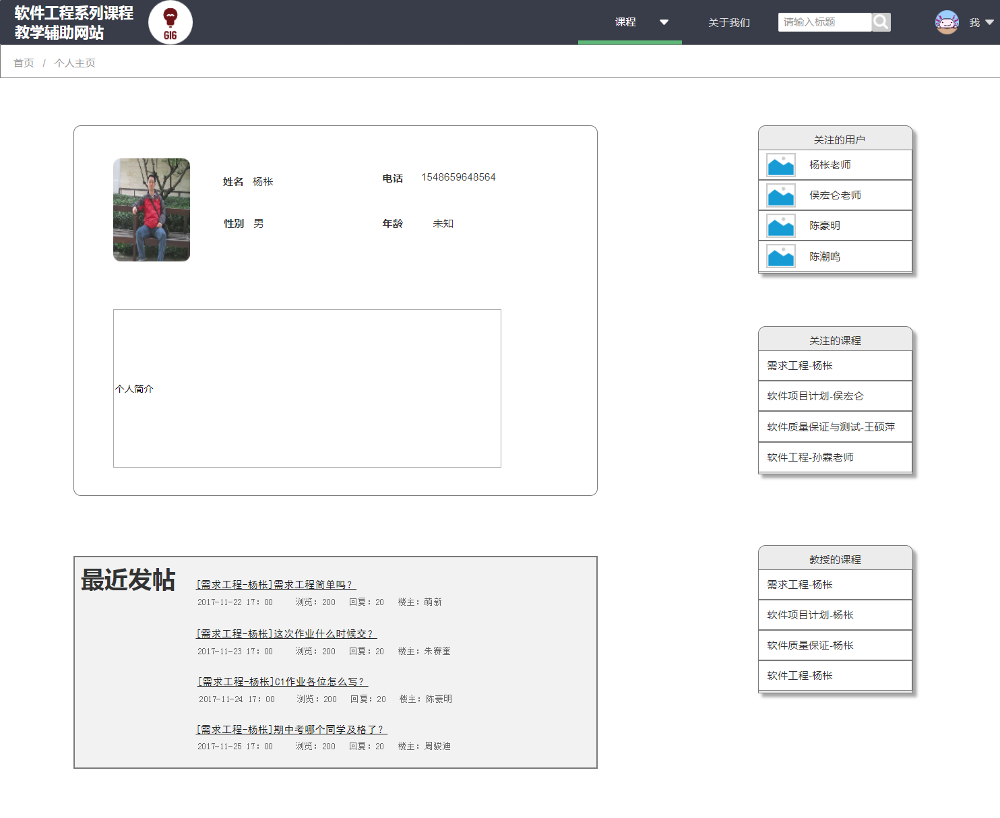 软件工程系列课程
教学辅助网站
G16
课程
关于我们
请输入标题
我
首页 / 个人主页
姓名 杨枨
电话 1548659648564
性别 男
年龄 未知
个人简介
最近发帖
[需求工程-杨枨]需求工程简单吗？
2017-11-22 17：00 浏览：200 回复：20 楼主：萌新
[需求工程-杨枨]这次作业什么时候交？
2017-11-23 17：00 浏览：200 回复：20 楼主：朱赛奎
[需求工程-杨枨]C1作业各位怎么写？
2017-11-24 17：00 浏览：200 回复：20 楼主：陈豪明
[需求工程-杨枨]期中考哪个同学及格了？
2017-11-25 17：00 浏览：200 回复：20 楼主：周骏迪
关注的用户
杨枨老师
侯宏仑老师
陈豪明
陈潮鸣
关注的课程
需求工程-杨枨
软件项目计划-侯宏仑
软件质量保证与测试-王硕苹
软件工程-孙霖老师
教授的课程
需求工程-杨枨
软件项目计划-杨枨
软件质量保证-杨枨
软件工程-杨枨